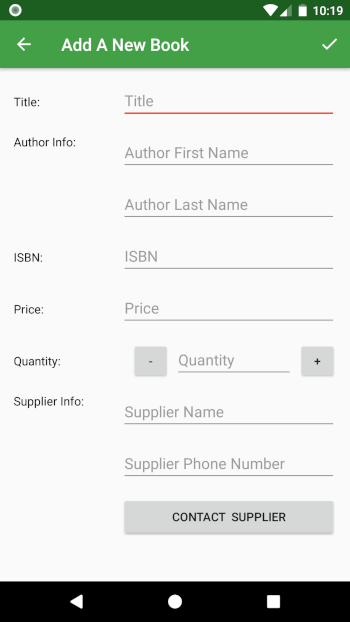 10:19
Add A New Book
Title: Title
Author Info: Author First Name
Author Last Name
ISBN: ISBN
Price: Price
Quantity: - Quantity +
Supplier Info: Supplier Name
Supplier Phone Number
CONTACT SUPPLIER